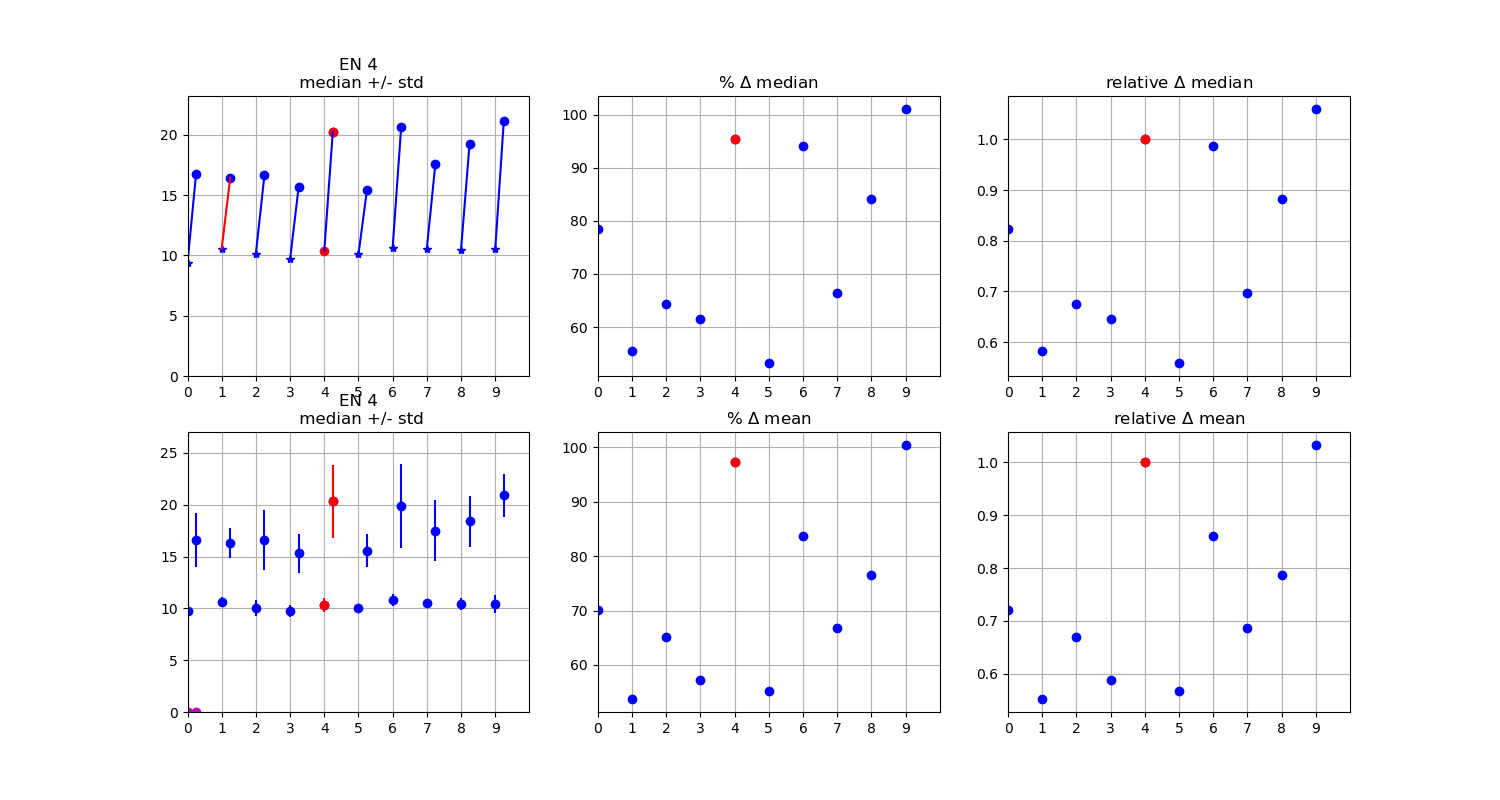 EN 4
median +/- std
20
15
10
5
0
0 1 2 3 4 5 6 7 8 9
% Δ median
100
90
80
70
60
0 1 2 3 4 5 6 7 8 9
relative Δ median
1.0
0.9
0.8
0.7
0.6
0 1 2 3 4 5 6 7 8 9
EN 4
median +/- std
25
20
15
10
5
0
0 1 2 3 4 5 6 7 8 9
% Δ mean
100
90
80
70
60
0 1 2 3 4 5 6 7 8 9
relative Δ mean
1.0
0.9
0.8
0.7
0.6
0 1 2 3 4 5 6 7 8 9